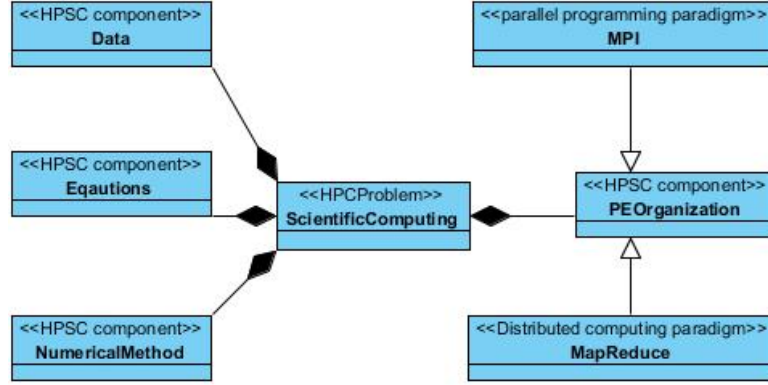 <<HPSC component>>
Data
<<parallel programming paradigm>>
MPI
<<HPSC component>>
Eqautions
<<HPCProblem>>
ScientificComputing
<<HPSC component>>
PEOrganization
<<HPSC component>>
NumericalMethod
<<Distributed computing paradigm>>
MapReduce